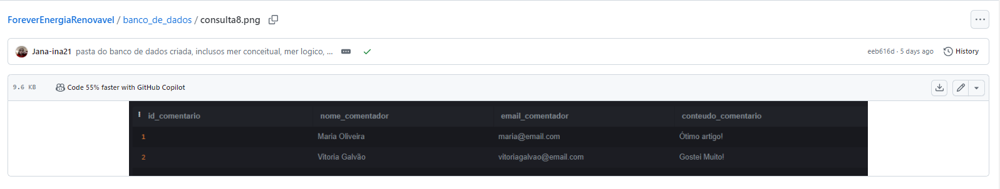 ForeverEnergiaRenovavel / banco_de_dados / consulta8.png
Jana-ina21 pasta do banco de dados criada, inclusos mer conceitual, mer logico, ... eeb616d · 5 days ago History
9.6 KB Code 55% faster with GitHub Copilot
id_comentario nome_comentador email_comentador conteudo_comentario
1 Maria Oliveira maria@email.com Ótimo artigo!
2 Vitoria Galvão vitoriagalvao@email.com Gostei Muito!